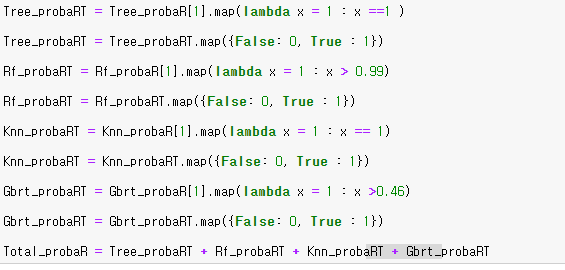 Tree_probaRT = Tree_probaR[1].map(lambda x = 1 : x ==1 )
Tree_probaRT = Tree_probaRT.map({False: 0, True : 1})
Rf_probaRT = Rf_probaR[1].map(lambda x = 1 : x > 0.99)
Rf_probaRT = Rf_probaRT.map({False: 0, True : 1})
Knn_probaRT = Knn_probaR[1].map(lambda x = 1 : x == 1)
Knn_probaRT = Knn_probaRT.map({False: 0, True : 1})
Gbrt_probaRT = Gbrt_probaR[1].map(lambda x = 1 : x >0.46)
Gbrt_probaRT = Gbrt_probaRT.map({False: 0, True : 1})
Total_probaR = Tree_probaRT + Rf_probaRT + Knn_probaRT + Gbrt_probaRT